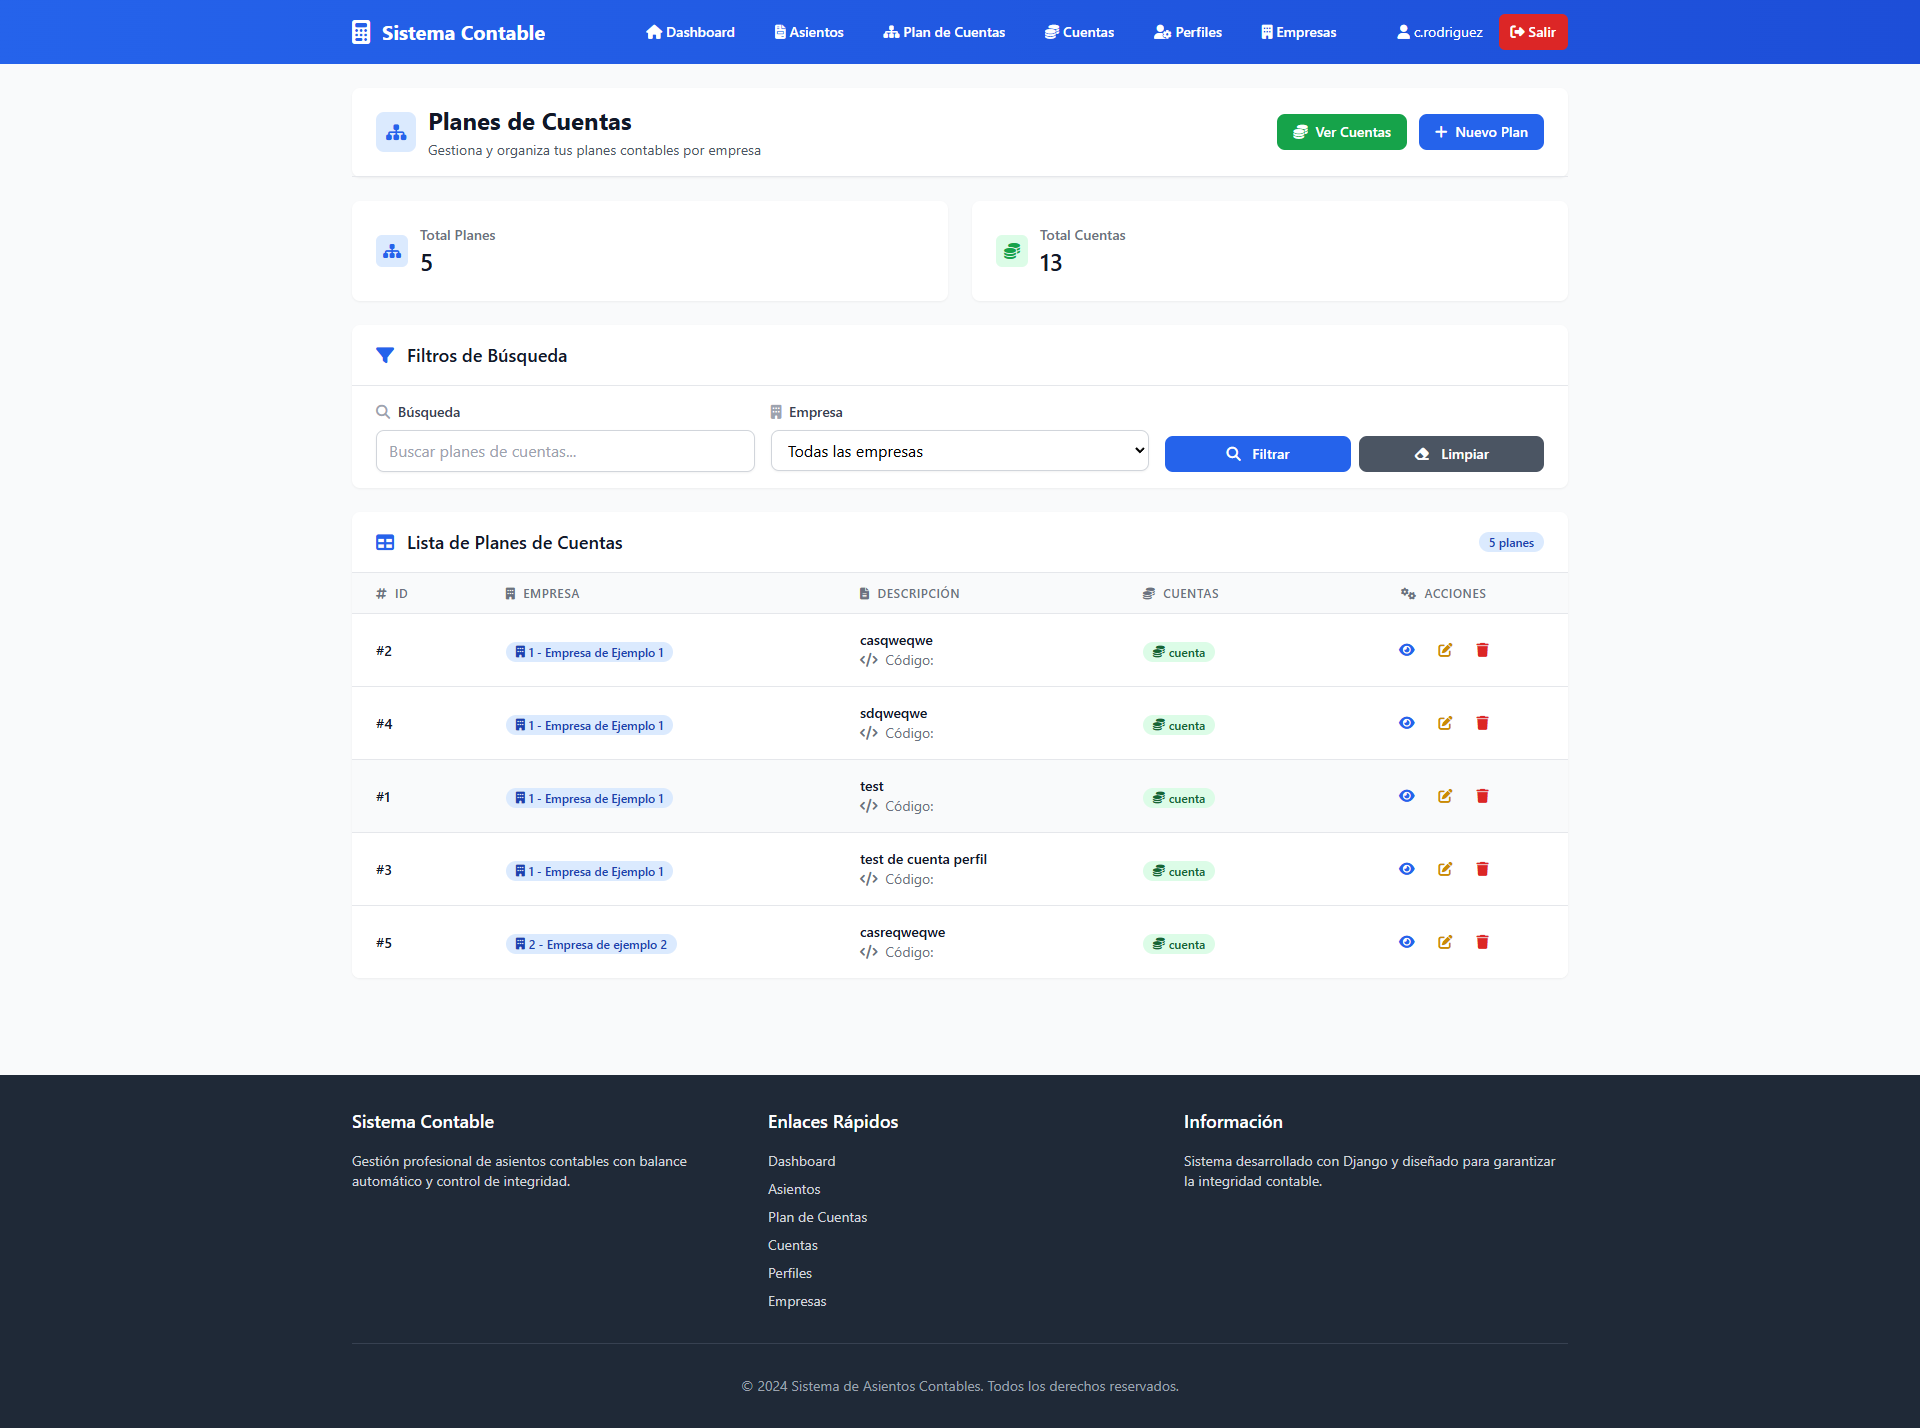 Sistema Contable
Dashboard
Asientos
Plan de Cuentas
Cuentas
Perfiles
Empresas
c.rodriguez
Salir
Planes de Cuentas
Gestiona y organiza tus planes contables por empresa
Ver Cuentas
Nuevo Plan
Total Planes
5
Total Cuentas
13
Filtros de Búsqueda
Búsqueda
Buscar planes de cuentas...
Empresa
Todas las empresas
Filtrar
Limpiar
Lista de Planes de Cuentas
5 planes
ID EMPRESA DESCRIPCIÓN CUENTAS ACCIONES
#2
1 - Empresa de Ejemplo 1
casqweqwe
Código:
cuenta
#4
1 - Empresa de Ejemplo 1
sdqweqwe
Código:
cuenta
#1
1 - Empresa de Ejemplo 1
test
Código:
cuenta
#3
1 - Empresa de Ejemplo 1
test de cuenta perfil
Código:
cuenta
#5
2 - Empresa de ejemplo 2
casreqweqwe
Código:
cuenta
Sistema Contable
Gestión profesional de asientos contables con balance
automático y control de integridad.
Enlaces Rápidos
Dashboard
Asientos
Plan de Cuentas
Cuentas
Perfiles
Empresas
Información
Sistema desarrollado con Django y diseñado para garantizar
la integridad contable.
© 2024 Sistema de Asientos Contables. Todos los derechos reservados.